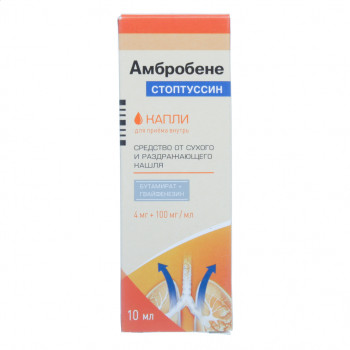 Амбробене
СТОПТУССИН
КАПЛИ
для приёма внутрь
СРЕДСТВО ОТ СУХОГО
И РАЗДРАЖАЮЩЕГО
КАШЛЯ
БУТАМИРАТ +
ГВАЙФЕНЕЗИН
4 мг + 100 мг/мл
10 мл